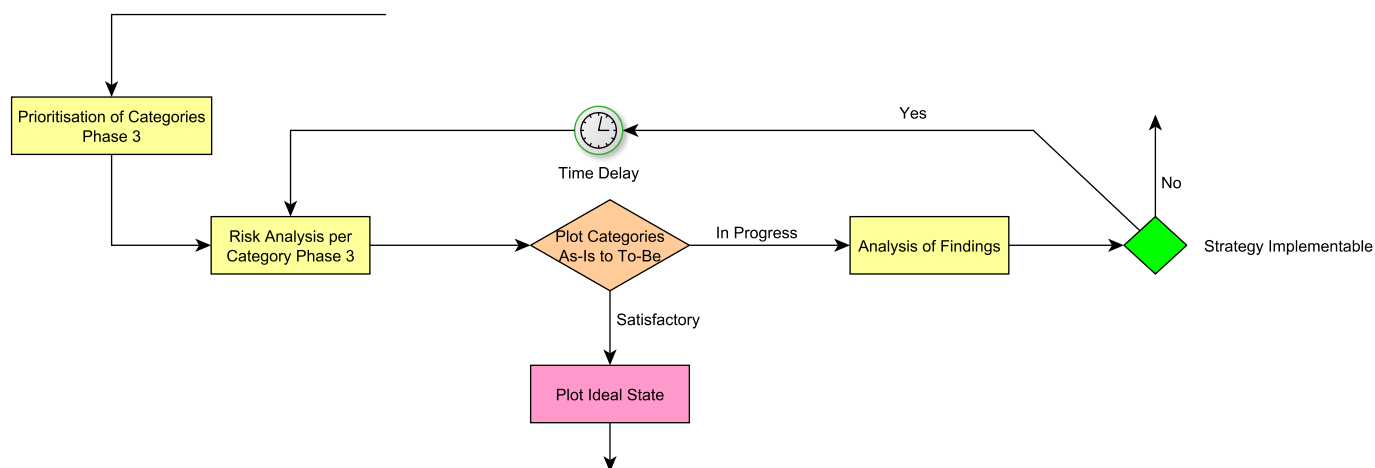 Prioritisation of Categories
Phase 3
Yes
Time Delay
No
Risk Analysis per
Category Phase 3
Plot Categories
As-Is to To-Be
In Progress
Analysis of Findings
Strategy Implementable
Satisfactory
Plot Ideal State